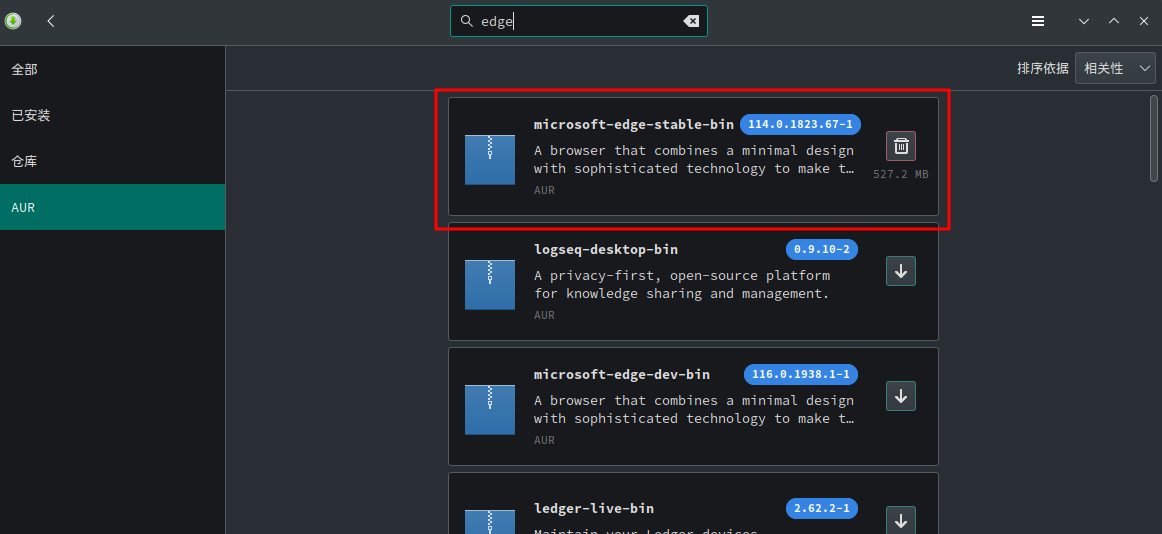 edge
全部
已安装
仓库
AUR
排序依据 相关性
microsoft-edge-stable-bin 114.0.1823.67-1
A browser that combines a minimal design
with sophisticated technology to make t…
AUR
527.2 MB
logseq-desktop-bin 0.9.10-2
A privacy-first, open-source platform
for knowledge sharing and management.
AUR
microsoft-edge-dev-bin 116.0.1938.1-1
A browser that combines a minimal design
with sophisticated technology to make t…
AUR
ledger-live-bin 2.62.2-1
Maintain your Ledger devices